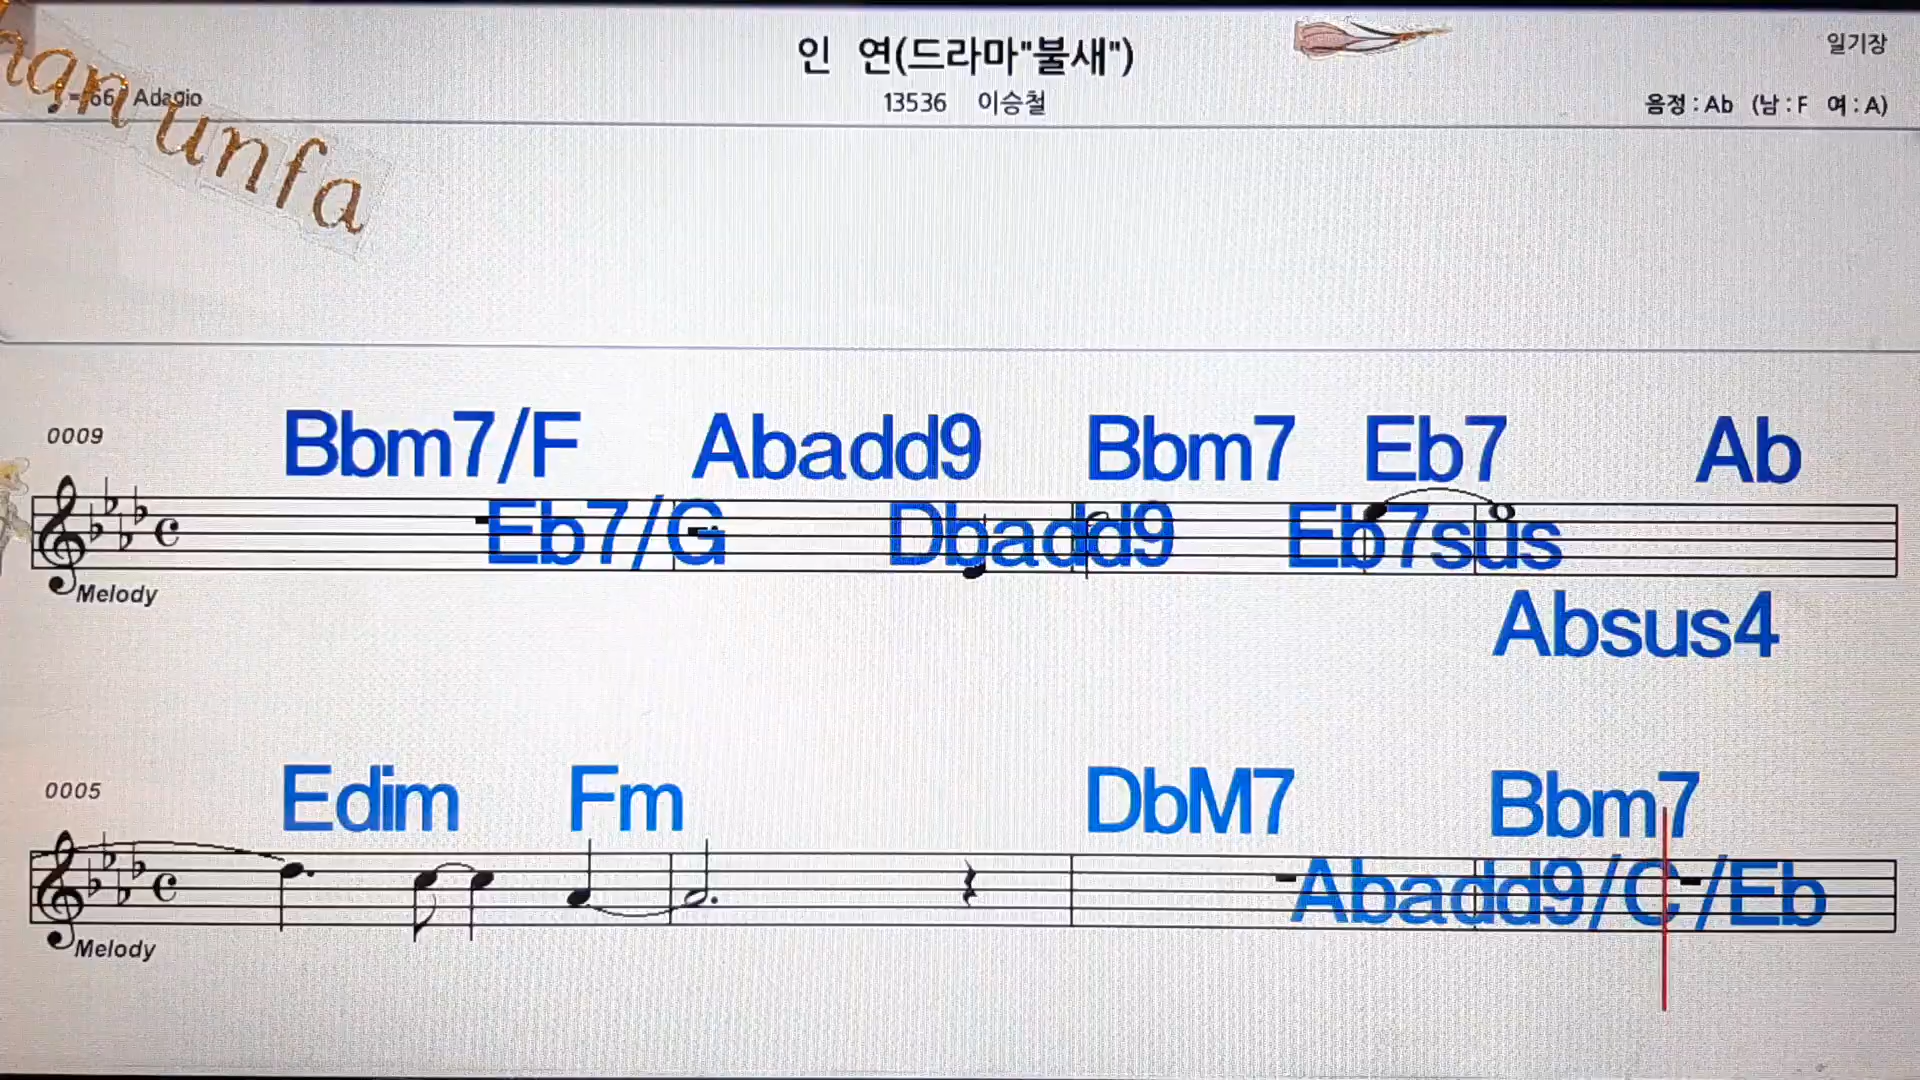 인 연(드라마"불새")
일기장
66 Adagio
13536 이승철
음정 : Ab (남 : F 여 : A)
unfa
0009
Bbm7/F Abadd9 Bbm7 Eb7 Ab
Eb7/G Dbadd9 Eb7sus
Melody
Absus4
0005
Edim Fm DbM7 Bbm7
Abadd9/C /Eb
Melody